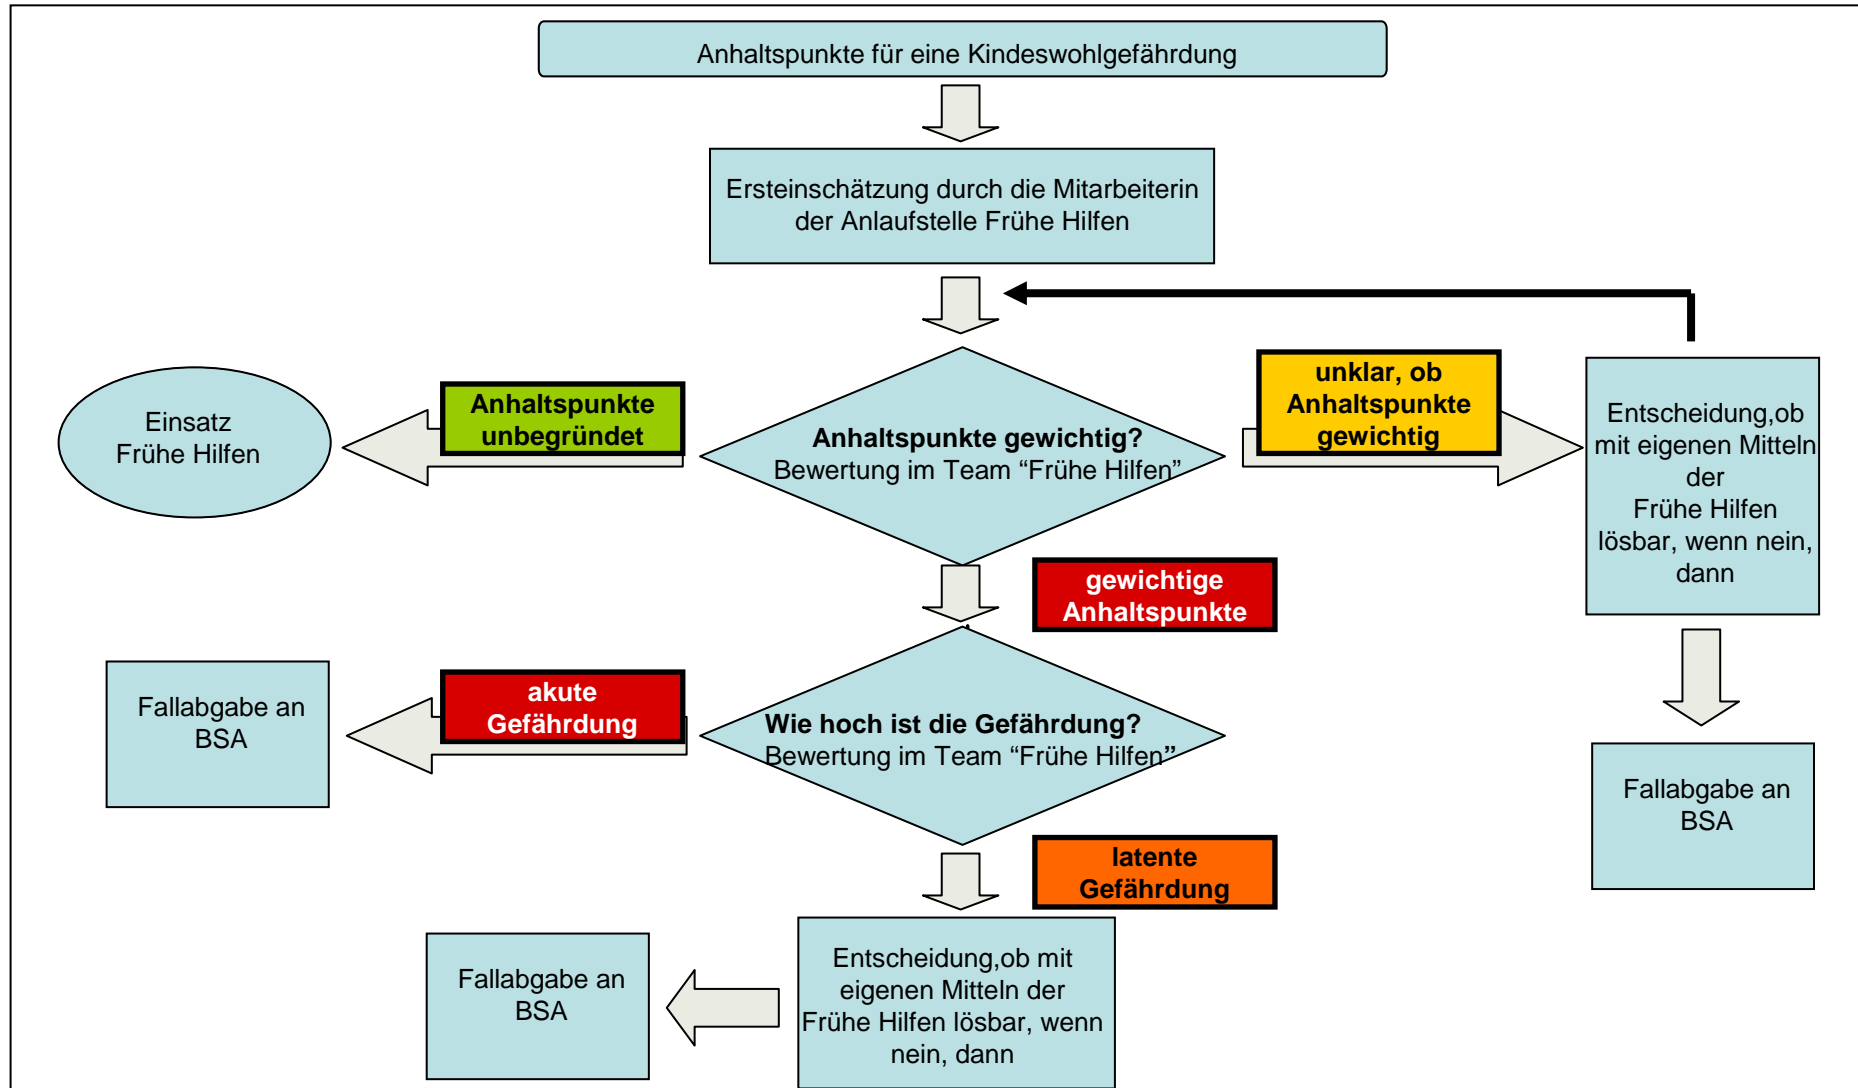 Anhaltspunkte für eine Kindeswohlgefährdung
Ersteinschätzung durch die Mitarbeiterin
der Anlaufstelle Frühe Hilfen
Einsatz
Frühe Hilfen
Anhaltspunkte
unbegründet
Anhaltspunkte gewichtig?
Bewertung im Team “Frühe Hilfen”
unklar, ob
Anhaltspunkte
gewichtig
Entscheidung,ob
mit eigenen Mitteln
der
Frühe Hilfen
lösbar, wenn nein,
dann
gewichtige
Anhaltspunkte
Fallabgabe an
BSA
akute
Gefährdung
Wie hoch ist die Gefährdung?
Bewertung im Team “Frühe Hilfen”
Fallabgabe an
BSA
latente
Gefährdung
Fallabgabe an
BSA
Entscheidung,ob mit
eigenen Mitteln der
Frühe Hilfen lösbar, wenn
nein, dann